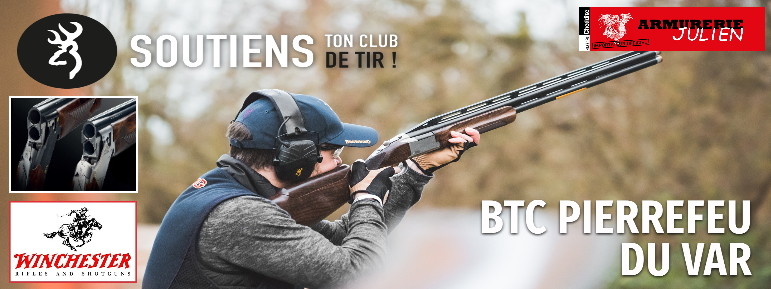 SOUTIENS TON CLUB
DE TIR !
ARMURERIE
JULIEN
WINCHESTER
RIFLES AND SHOTGUNS
BTC PIERREFEU
DU VAR